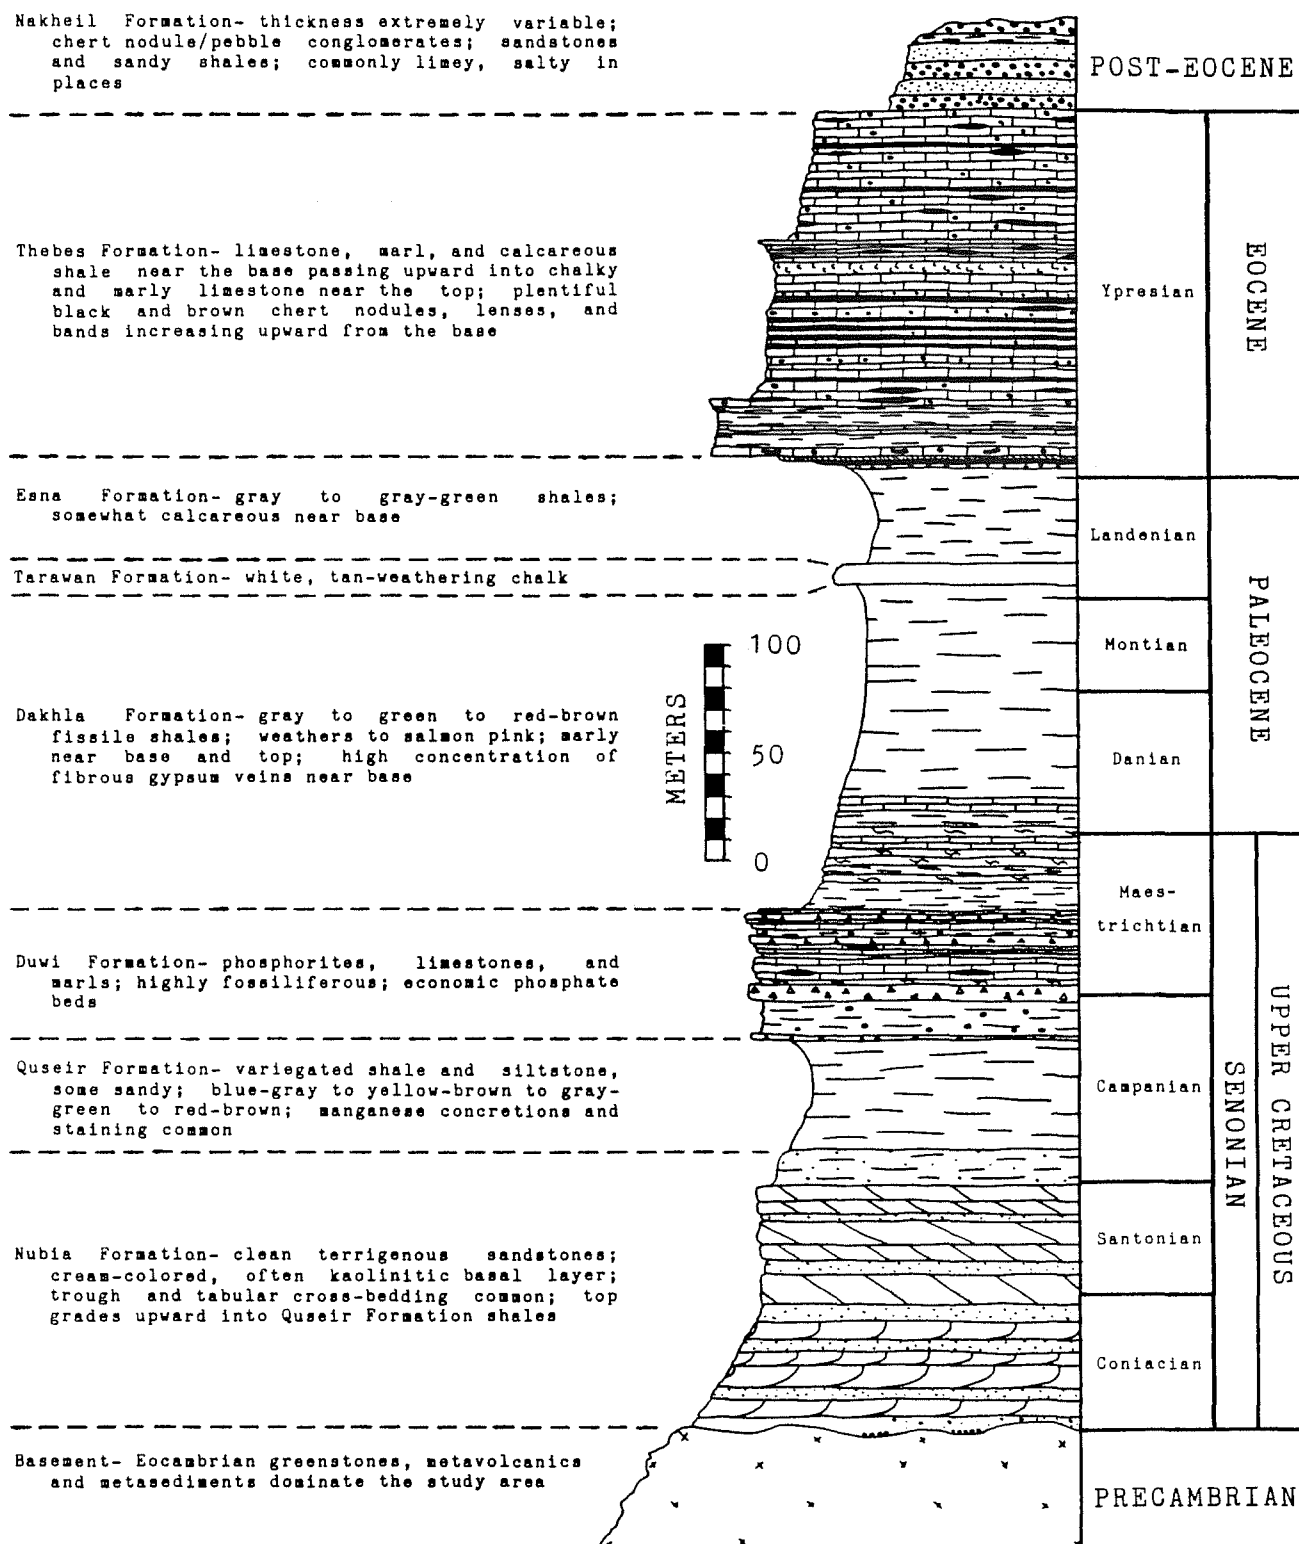 Nakheil Formation- thickness extremely variable;
chert nodule/pebble conglomerates; sandstones
and sandy shales; commonly limey, salty in
places
POST-EOCENE
Thebes Formation- limestone, marl, and calcareous
shale near the base passing upward into chalky
and marly limestone near the top; plentiful
black and brown chert nodules, lenses, and
bands increasing upward from the base
Ypresian
EOCENE
Esna Formation- gray to gray-green shales;
somewhat calcareous near base
Landenian
Tarawan Formation- white, tan-weathering chalk
PALEOCENE
Montian
100
50
0
METERS
Dakhla Formation- gray to green to red-brown
fissile shales; weathers to salmon pink; marly
near base and top; high concentration of
fibrous gypsum veins near base
Danian
Maes-
trichtian
Duwi Formation- phosphorites, limestones, and
marls; highly fossiliferous; economic phosphate
beds
Quseir Formation- variegated shale and siltstone,
some sandy; blue-gray to yellow-brown to gray-
green to red-brown; manganese concretions and
staining common
Campanian
SENONIAN
UPPER CRETACEOUS
Nubia Formation- clean terrigenous sandstones;
cream-colored, often kaolinitic basal layer;
trough and tabular cross-bedding common; top
grades upward into Quseir Formation shales
Santonian
Coniacian
Basement- Eocambrian greenstones, metavolcanics
and metasediments dominate the study area
PRECAMBRIAN